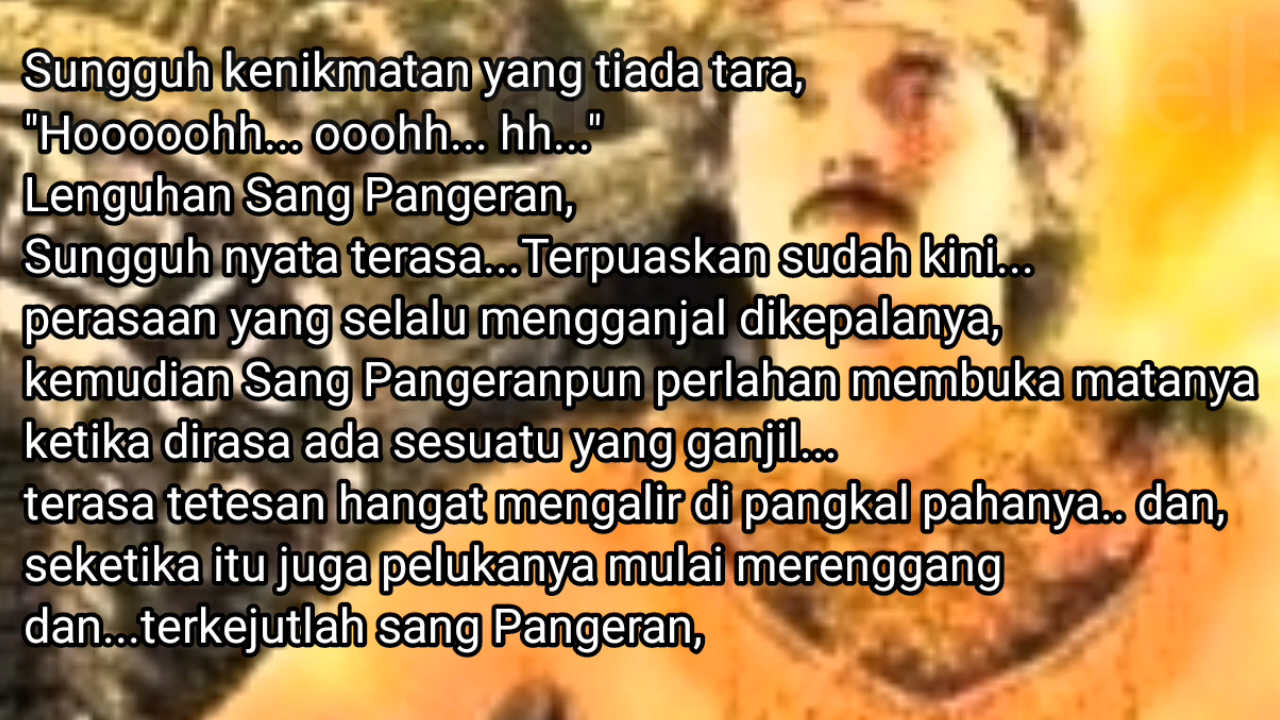 Sungguh kenikmatan yang tiada tara,
"Hooooohh... ooohh... hh..."
Lenguhan Sang Pangeran,
Sungguh nyata terasa...Terpuaskan sudah kini...
perasaan yang selalu mengganjal dikepalanya,
kemudian Sang Pangeranpun perlahan membuka matanya
ketika dirasa ada sesuatu yang ganjil...
terasa tetesan hangat mengalir di pangkal pahanya.. dan,
seketika itu juga pelukanya mulai merenggang
dan...terkejutlah sang Pangeran,